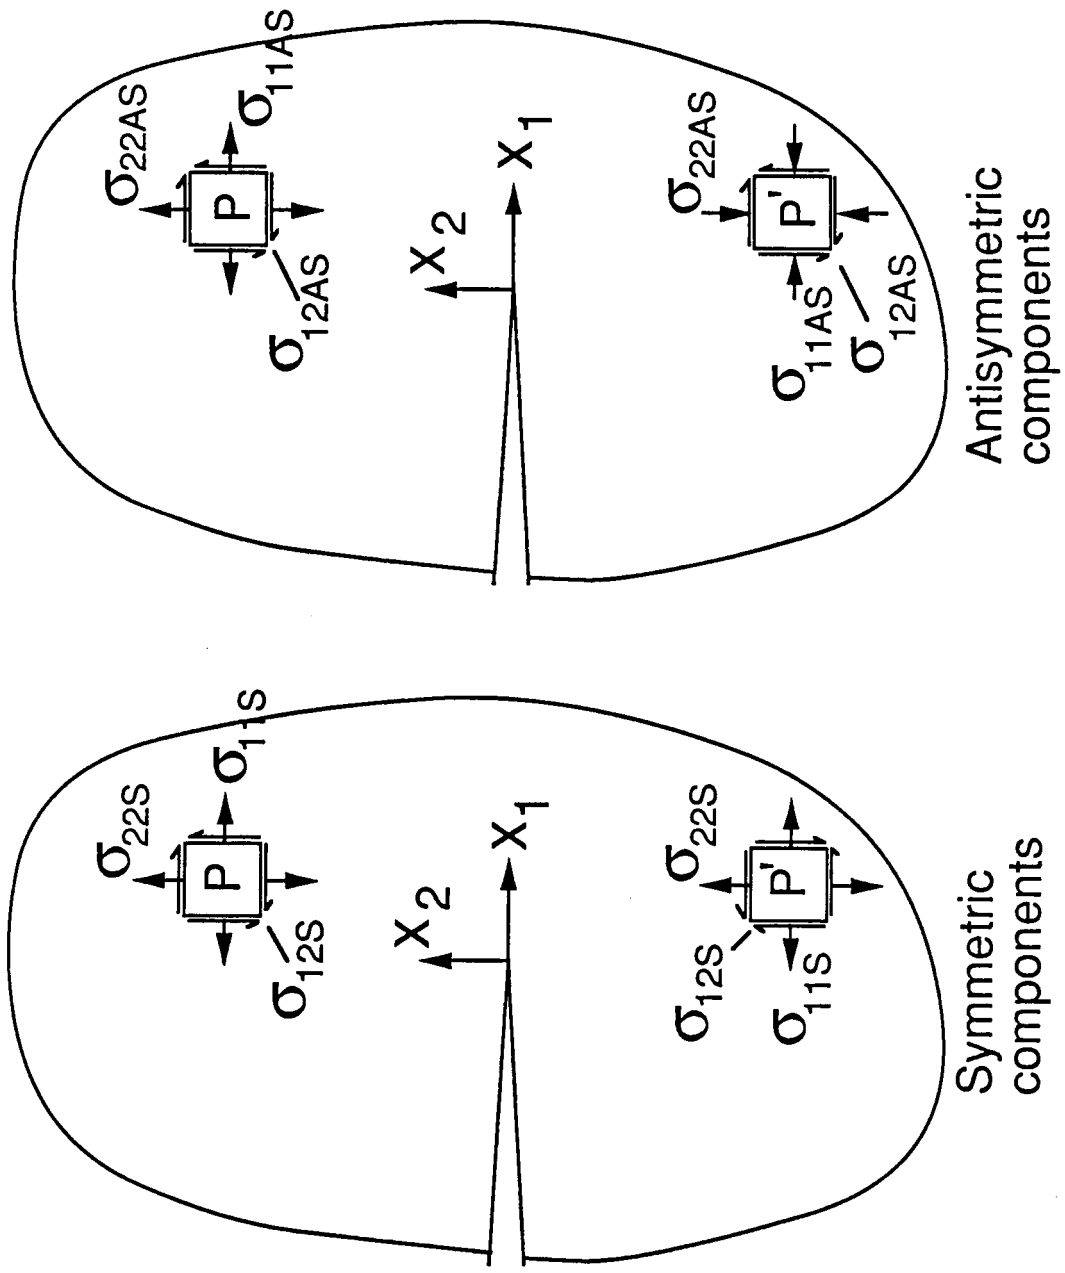 σ22S
P
σ11S
σ12S
X2
X1
σ12S
σ22S
P'
σ11S
Symmetric
components
σ22AS
P
σ11AS
σ12AS
X2
X1
σ22AS
P'
σ11AS
σ12AS
Antisymmetric
components